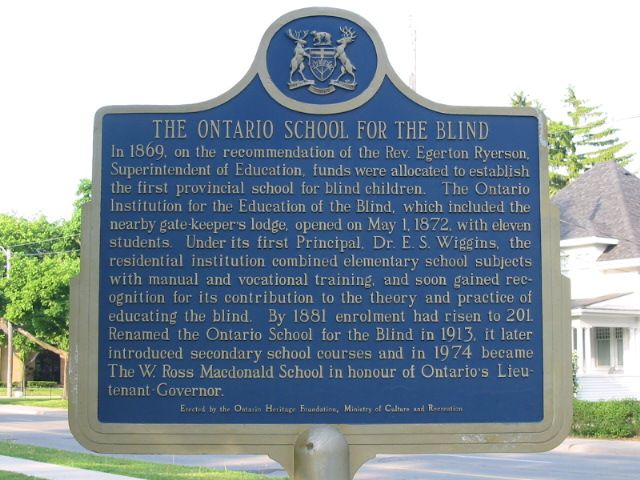 THE ONTARIO SCHOOL FOR THE BLIND
In 1869, on the recommendation of the Rev. Egerton Ryerson,
Superintendent of Education, funds were allocated to establish
the first provincial school for blind children. The Ontario
Institution for the Education of the Blind, which included the
nearby gate-keeper's lodge, opened on May 1, 1872, with eleven
students. Under its first Principal, Dr. E. S. Wiggins, the
residential institution combined elementary school subjects
with manual and vocational training, and soon gained rec-
ognition for its contribution to the theory and practice of
educating the blind. By 1881 enrolment had risen to 201.
Renamed the Ontario School for the Blind in 1913, it later
introduced secondary school courses and in 1974 became
The W. Ross Macdonald School in honour of Ontario's Lieu-
tenant-Governor.
Erected by the Ontario Heritage Foundation, Ministry of Culture and Recreation